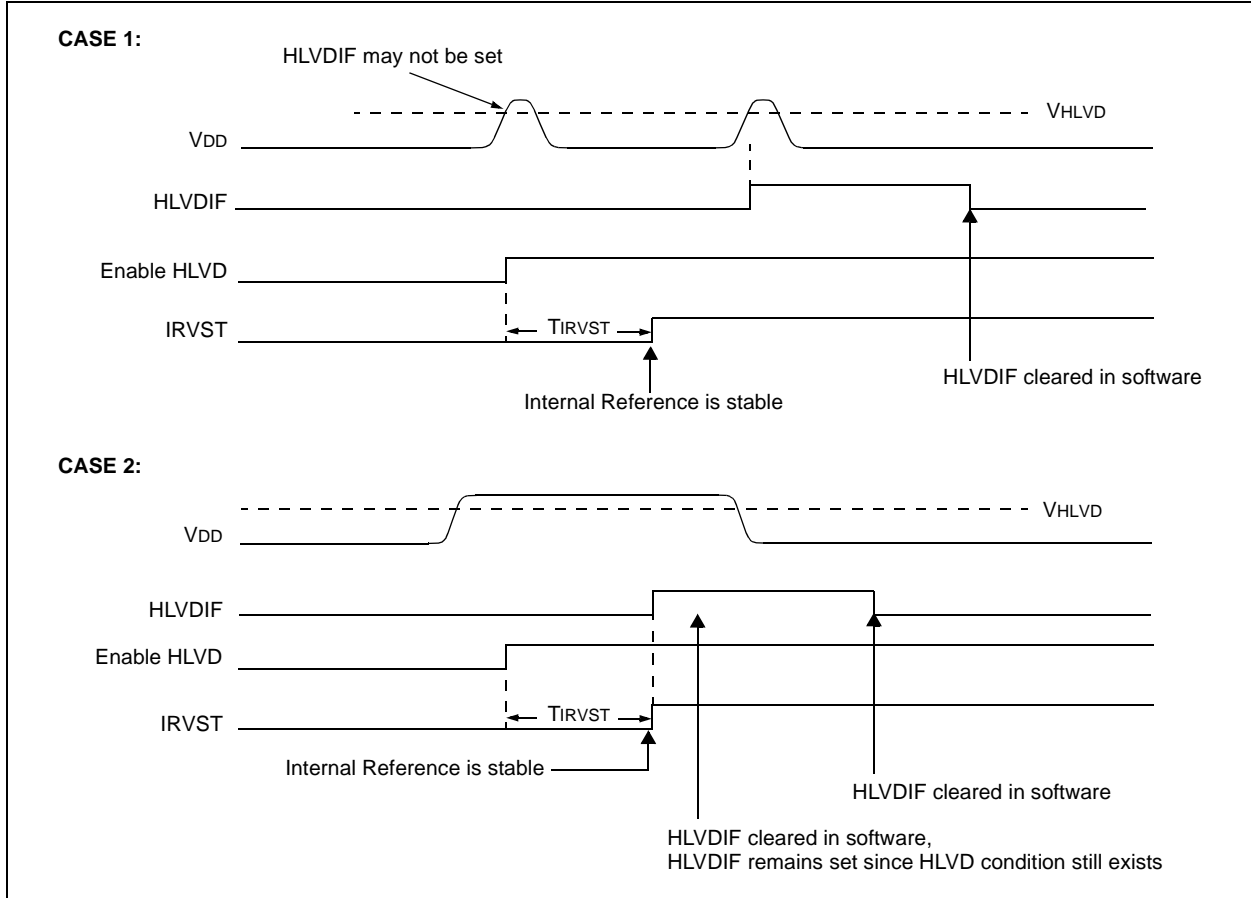 CASE 1:
HLVDIF may not be set
VHLVD
VDD
HLVDIF
Enable HLVD
IRVST
TIRVST
HLVDIF cleared in software
Internal Reference is stable
CASE 2:
VHLVD
VDD
HLVDIF
Enable HLVD
IRVST
TIRVST
Internal Reference is stable
HLVDIF cleared in software
HLVDIF cleared in software,
HLVDIF remains set since HLVD condition still exists